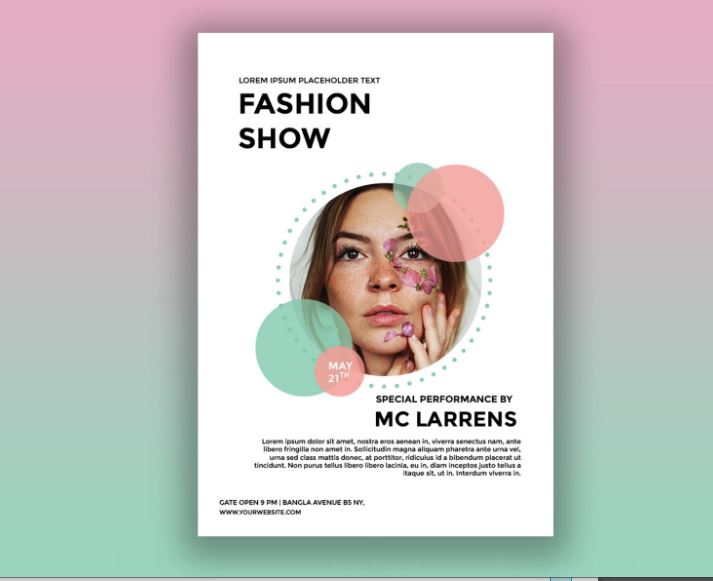 LOREM IPSUM PLACEHOLDER TEXT
FASHION
SHOW
MAY
21TH
SPECIAL PERFORMANCE BY
MC LARRENS
Lorem ipsum dolor sit amet, nostra eros aenean in, viverra senectus nam, ante
libero fringilla non amet in. Sollicitudin magna aliquam pharetra ante urna vel,
urna sed class mattis donec, at porttitor, ridiculus id a bibendum placerat ut
tincidunt. Non purus tellus libero libero lacinia, eu in, diam inceptos justo tellus a
itaque sit, ut in. Interdum viverra in.
GATE OPEN 9 PM | BANGLA AVENUE B5 NY,
WWW.YOURWEBSITE.COM